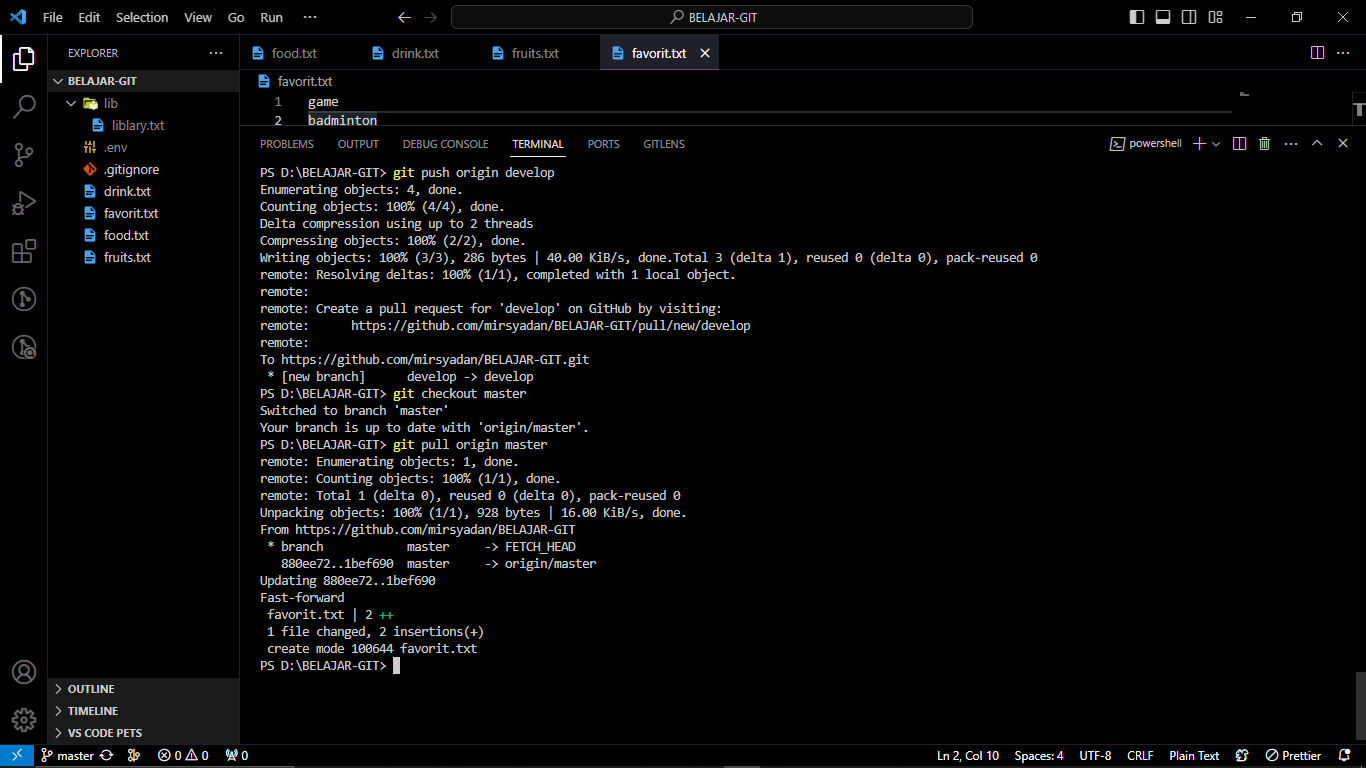 File Edit Selection View Go Run ··· BELAJAR-GIT
EXPLORER ···
BELAJAR-GIT
lib
liblary.txt
.env
.gitignore
drink.txt
favorit.txt
food.txt
fruits.txt
OUTLINE
TIMELINE
VS CODE PETS
food.txt drink.txt fruits.txt favorit.txt
favorit.txt
1 game
2 badminton
PROBLEMS OUTPUT DEBUG CONSOLE TERMINAL PORTS GITLENS powershell
PS D:\BELAJAR-GIT> git push origin develop
Enumerating objects: 4, done.
Counting objects: 100% (4/4), done.
Delta compression using up to 2 threads
Compressing objects: 100% (2/2), done.
Writing objects: 100% (3/3), 286 bytes | 40.00 KiB/s, done.Total 3 (delta 1), reused 0 (delta 0), pack-reused 0
remote: Resolving deltas: 100% (1/1), completed with 1 local object.
remote:
remote: Create a pull request for 'develop' on GitHub by visiting:
remote:      https://github.com/mirsyadan/BELAJAR-GIT/pull/new/develop
remote:
To https://github.com/mirsyadan/BELAJAR-GIT.git
 * [new branch]      develop -> develop
PS D:\BELAJAR-GIT> git checkout master
Switched to branch 'master'
Your branch is up to date with 'origin/master'.
PS D:\BELAJAR-GIT> git pull origin master
remote: Enumerating objects: 1, done.
remote: Counting objects: 100% (1/1), done.
remote: Total 1 (delta 0), reused 0 (delta 0), pack-reused 0
Unpacking objects: 100% (1/1), 928 bytes | 16.00 KiB/s, done.
From https://github.com/mirsyadan/BELAJAR-GIT
 * branch            master     -> FETCH_HEAD
   880ee72..1bef690  master     -> origin/master
Updating 880ee72..1bef690
Fast-forward
 favorit.txt | 2 ++
 1 file changed, 2 insertions(+)
 create mode 100644 favorit.txt
PS D:\BELAJAR-GIT>
master 0 0 0 Ln 2, Col 10 Spaces: 4 UTF-8 CRLF Plain Text Prettier